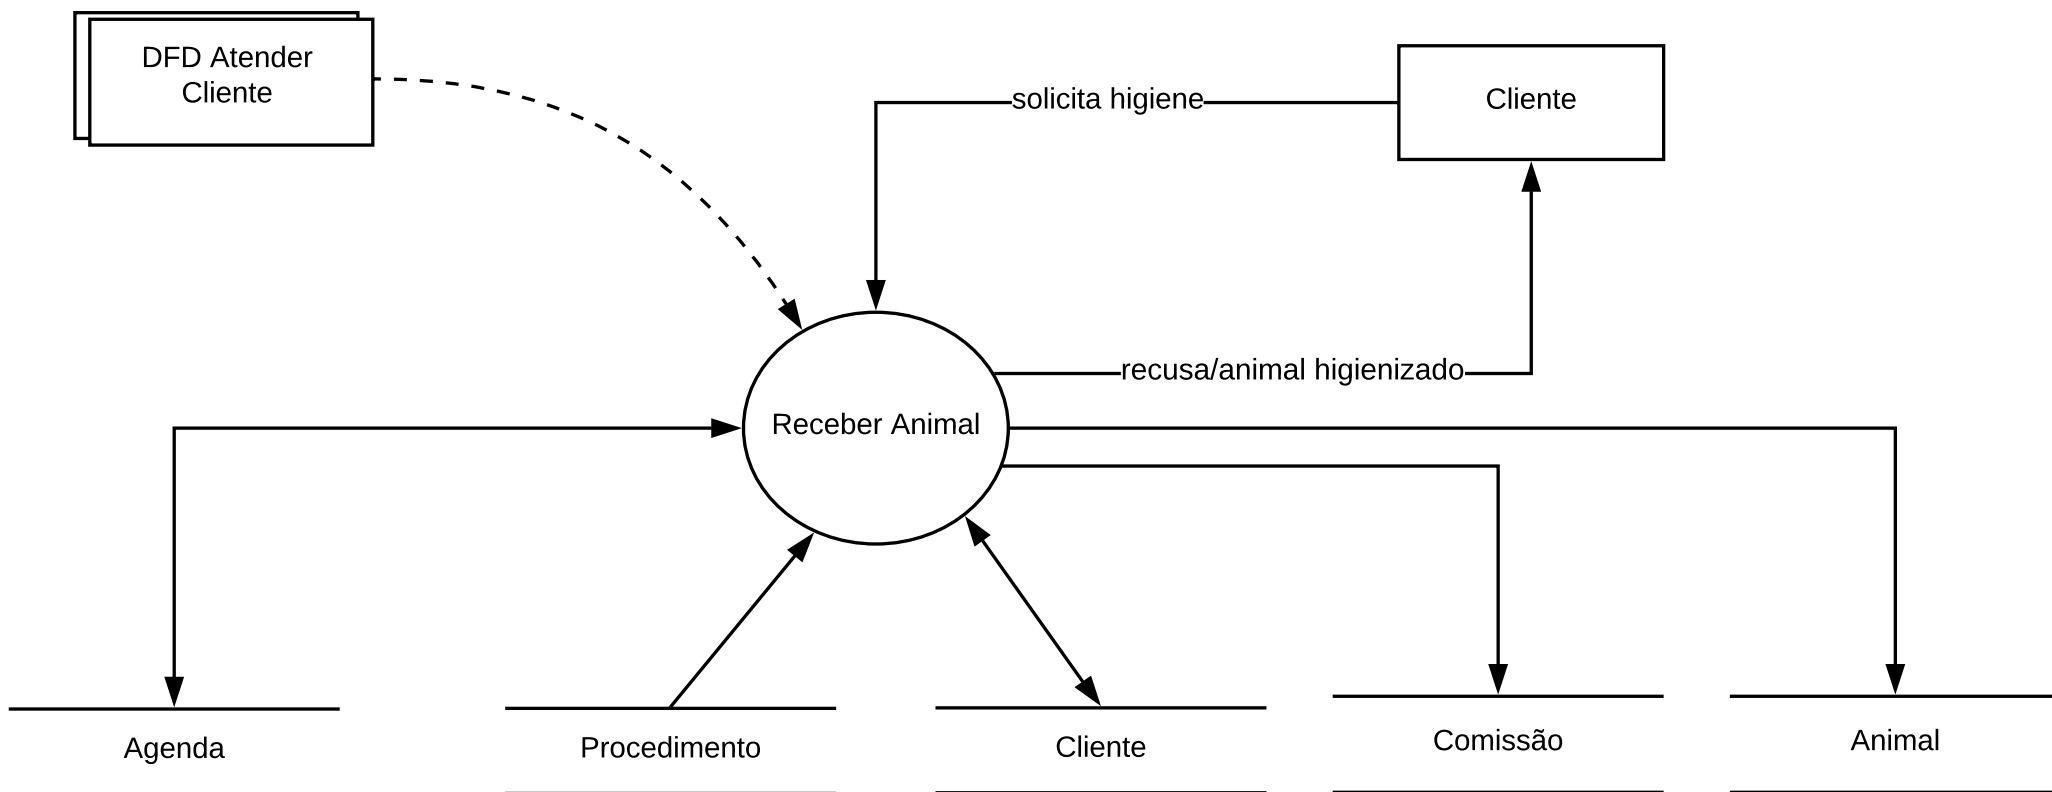 DFD Atender
Cliente
solicita higiene
Cliente
recusa/animal higienizado
Receber Animal
Agenda
Procedimento
Cliente
Comissão
Animal